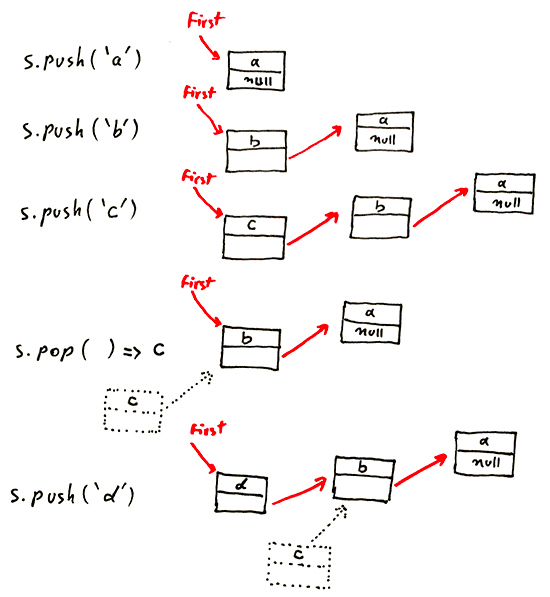 First
s.push('a')
a
null
First
s.push('b')
b
a
null
First
s.push('c')
c
b
a
null
First
s.pop( ) => c
b
a
null
c
First
s.push('d')
d
b
a
null
c